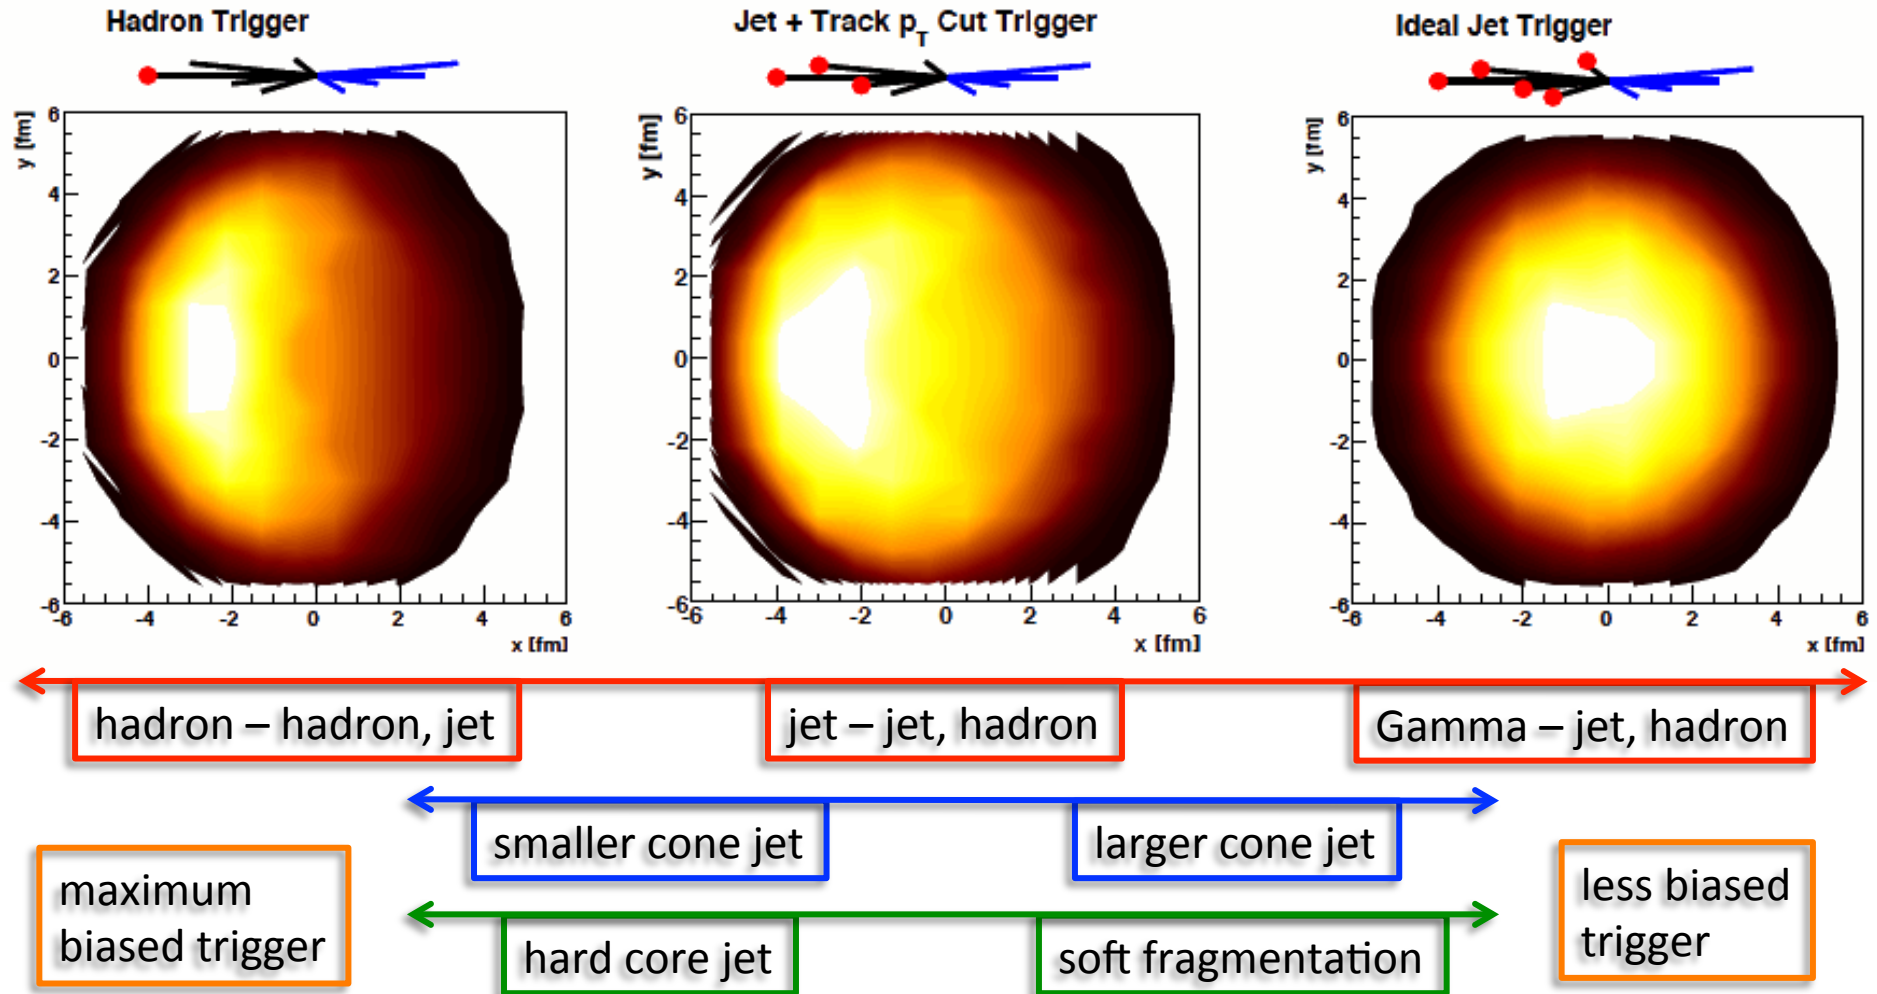 Hadron Trigger
Jet + Track pT Cut Trigger
Ideal Jet Trigger
y [fm]
6
4
2
0
-2
-4
-6
-6 -4 -2 0 2 4 6
x [fm]
y [fm]
6
4
2
0
-2
-4
-6
-6 -4 -2 0 2 4 6
x [fm]
y [fm]
6
4
2
0
-2
-4
-6
-6 -4 -2 0 2 4 6
x [fm]
hadron – hadron, jet
jet – jet, hadron
Gamma – jet, hadron
smaller cone jet
larger cone jet
maximum
biased trigger
hard core jet
soft fragmentation
less biased
trigger